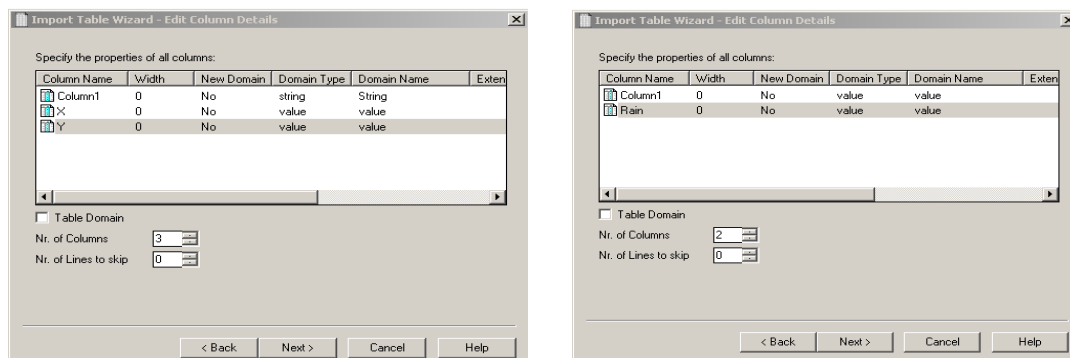 Import Table Wizard - Edit Column Details
Specify the properties of all columns:
Column Name Width New Domain Domain Type Domain Name Exten
Column1 0 No string String
X 0 No value value
Y 0 No value value
Table Domain
Nr. of Columns 3
Nr. of Lines to skip 0
< Back Next > Cancel Help
Import Table Wizard - Edit Column Details
Specify the properties of all columns:
Column Name Width New Domain Domain Type Domain Name Exten
Column1 0 No value value
Rain 0 No value value
Table Domain
Nr. of Columns 2
Nr. of Lines to skip 0
< Back Next > Cancel Help